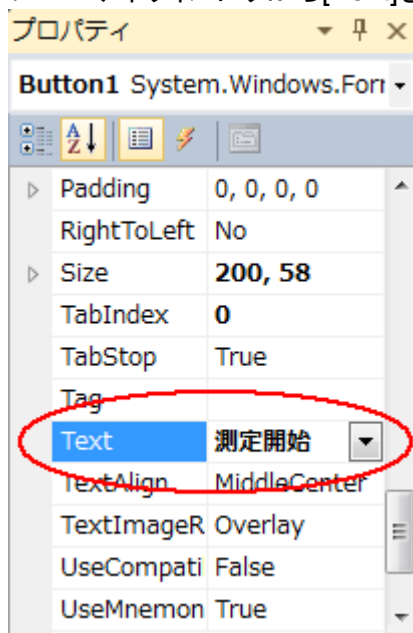 プロパティ
Button1 System.Windows.Forr
Padding 0, 0, 0, 0
RightToLeft No
Size 200, 58
TabIndex 0
TabStop True
Tag
Text 測定開始
TextAlign MiddleCenter
TextImageR Overlay
UseCompati False
UseMnemon True